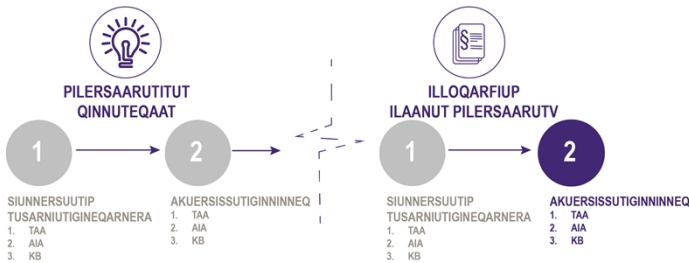 PILERSAARUTITUT
QINNUTEQAAT
1
2
SIUNNERSUUTIP
TUSARNIUTIGINEQARNERA
1. TAA
2. AIA
3. KB
AKUERSISSUTIGINNINNEQ
1. TAA
2. AIA
3. KB
§
ILLOQARFIUP
ILAANUT PILERSAARUTV
1
2
SIUNNERSUUTIP
TUSARNIUTIGINEQARNERA
1. TAA
2. AIA
3. KB
AKUERSISSUTIGINNINNEQ
1. TAA
2. AIA
3. KB